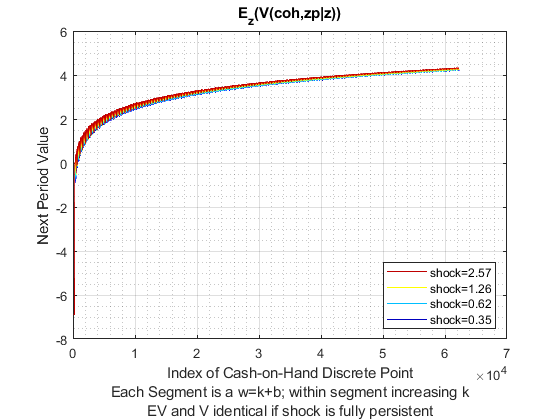 E_z(V(coh,zp|z))
6
4
2
0
-2
-4
-6
-8
Next Period Value
shock=2.57
shock=1.26
shock=0.62
shock=0.35
0 1 2 3 4 5 6 7
Index of Cash-on-Hand Discrete Point ×10^4
Each Segment is a w=k+b; within segment increasing k
EV and V identical if shock is fully persistent